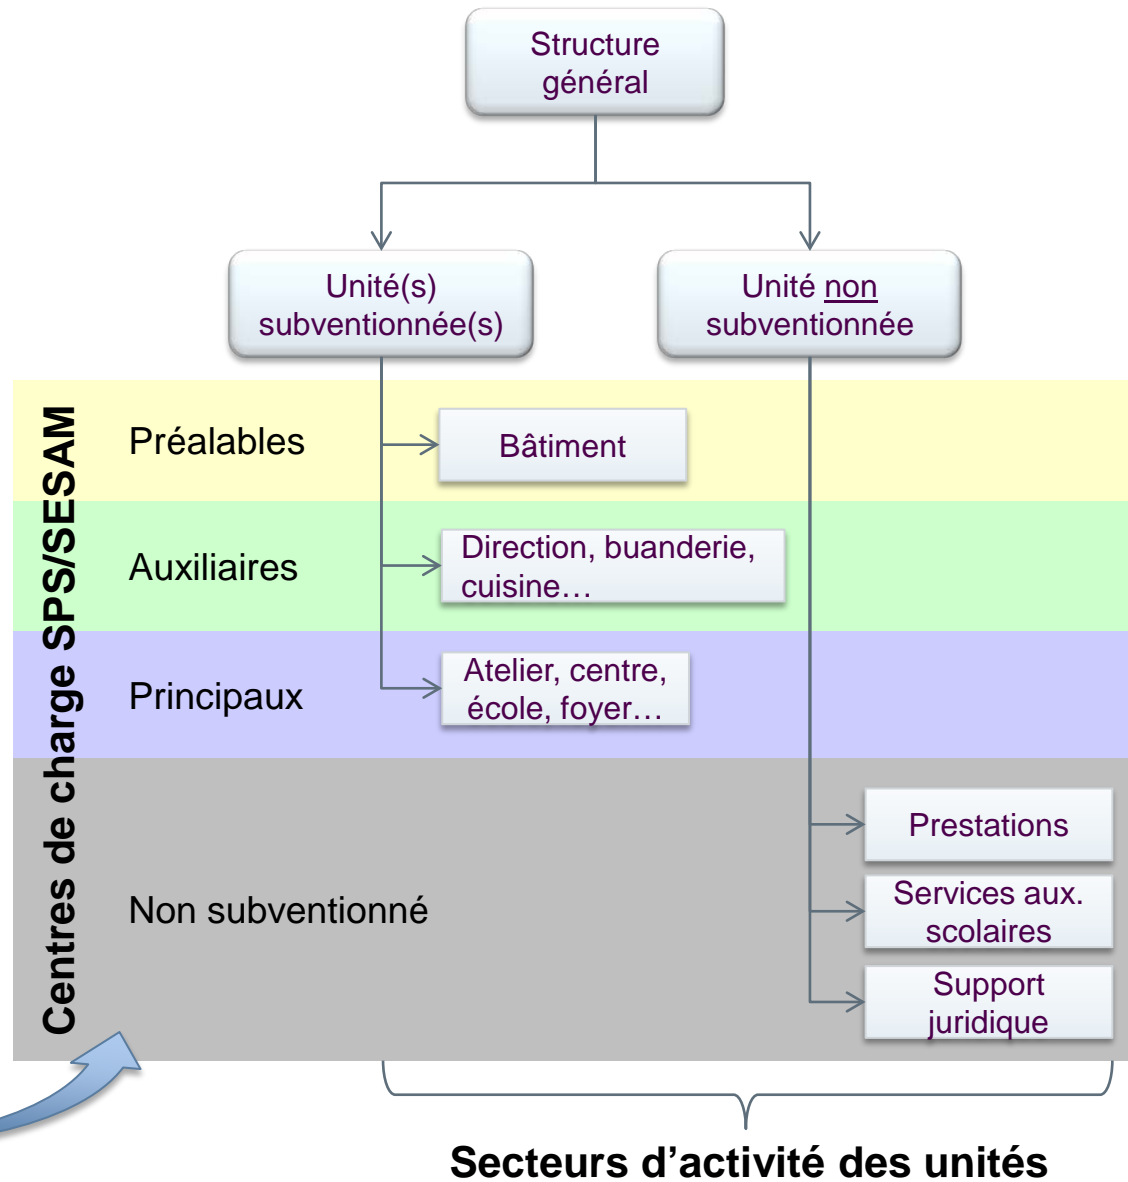 Structure
général
Unité(s)
subventionnée(s)
Unité non
subventionnée
Centres de charge SPS/SESAM
Préalables
Bâtiment
Auxiliaires
Direction, buanderie,
cuisine…
Principaux
Atelier, centre,
école, foyer…
Non subventionné
Prestations
Services aux.
scolaires
Support
juridique
Secteurs d’activité des unités